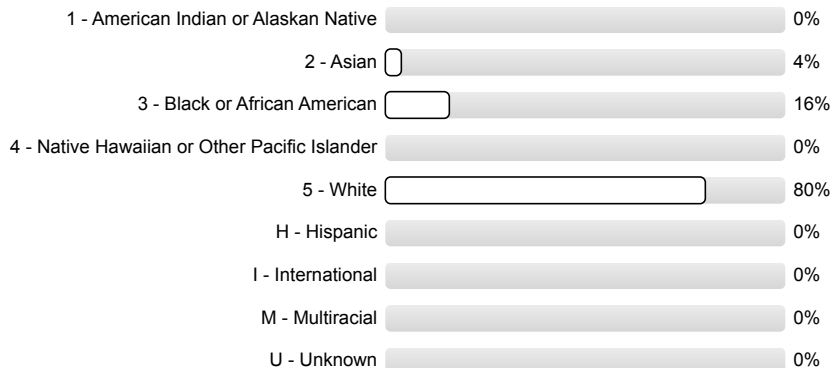 1 - American Indian or Alaskan Native 0%
2 - Asian 4%
3 - Black or African American 16%
4 - Native Hawaiian or Other Pacific Islander 0%
5 - White 80%
H - Hispanic 0%
I - International 0%
M - Multiracial 0%
U - Unknown 0%